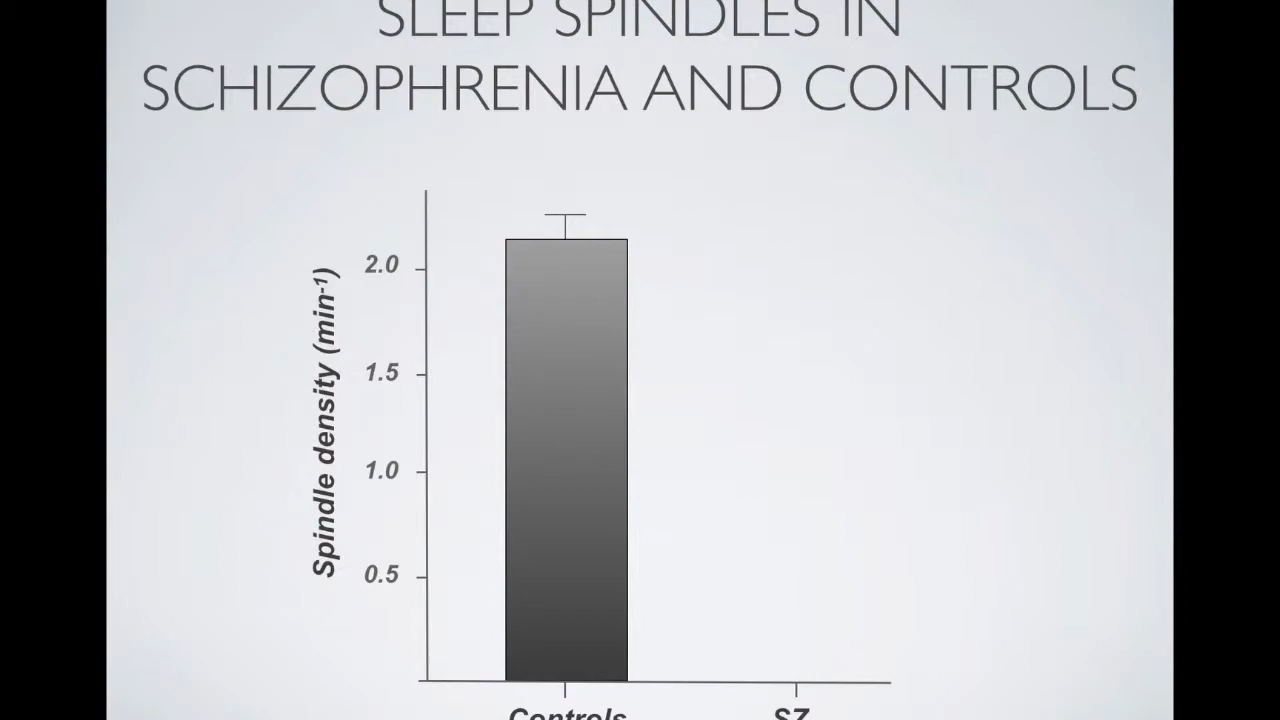 SLEEP SPINDLES IN
SCHIZOPHRENIA AND CONTROLS
Spindle density (min-1)
2.0
1.5
1.0
0.5
Controls SZ